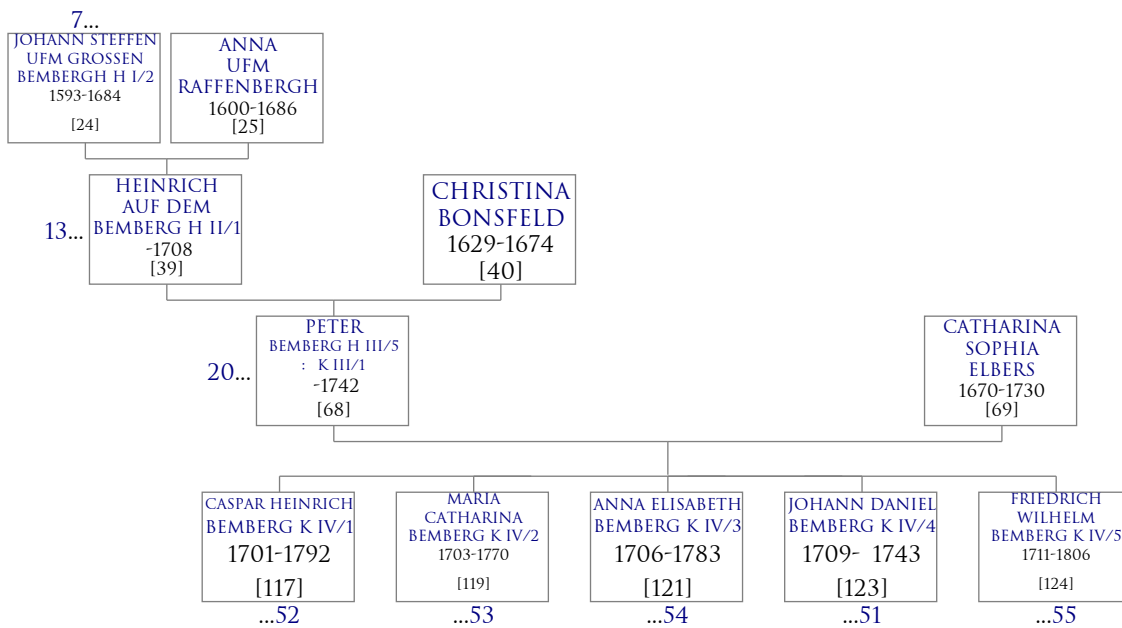 7...
JOHANN STEFFEN
UFM GROSSEN
BEMBERGH H I/2
1593-1684
[24]
ANNA
UFM
RAFFENBERGH
1600-1686
[25]
13...
HEINRICH
AUF DEM
BEMBERG H II/1
-1708
[39]
CHRISTINA
BONSFELD
1629-1674
[40]
20...
PETER
BEMBERG H III/5
: K III/1
-1742
[68]
CATHARINA
SOPHIA
ELBERS
1670-1730
[69]
CASPAR HEINRICH
BEMBERG K IV/1
1701-1792
[117]
...52
MARIA
CATHARINA
BEMBERG K IV/2
1703-1770
[119]
...53
ANNA ELISABETH
BEMBERG K IV/3
1706-1783
[121]
...54
JOHANN DANIEL
BEMBERG K IV/4
1709- 1743
[123]
...51
FRIEDRICH
WILHELM
BEMBERG K IV/5
1711-1806
[124]
...55